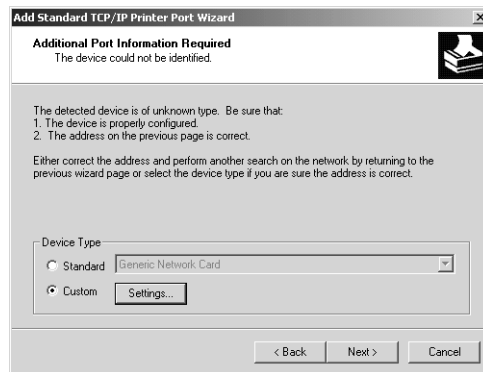 Add Standard TCP/IP Printer Port Wizard
Additional Port Information Required
The device could not be identified.
The detected device is of unknown type. Be sure that:
1. The device is properly configured.
2. The address on the previous page is correct.
Either correct the address and perform another search on the network by returning to the
previous wizard page or select the device type if you are sure the address is correct.
Device Type
Standard Generic Network Card
Custom Settings...
< Back Next > Cancel